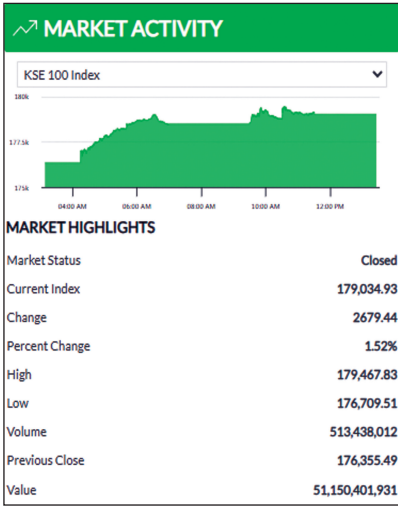 MARKET ACTIVITY
KSE 100 Index
180k
177.5k
175k
04:00 AM 06:00 AM 08:00 AM 10:00 AM 12:00 PM
MARKET HIGHLIGHTS
Market Status Closed
Current Index 179,034.93
Change 2679.44
Percent Change 1.52%
High 179,467.83
Low 176,709.51
Volume 513,438,012
Previous Close 176,355.49
Value 51,150,401,931